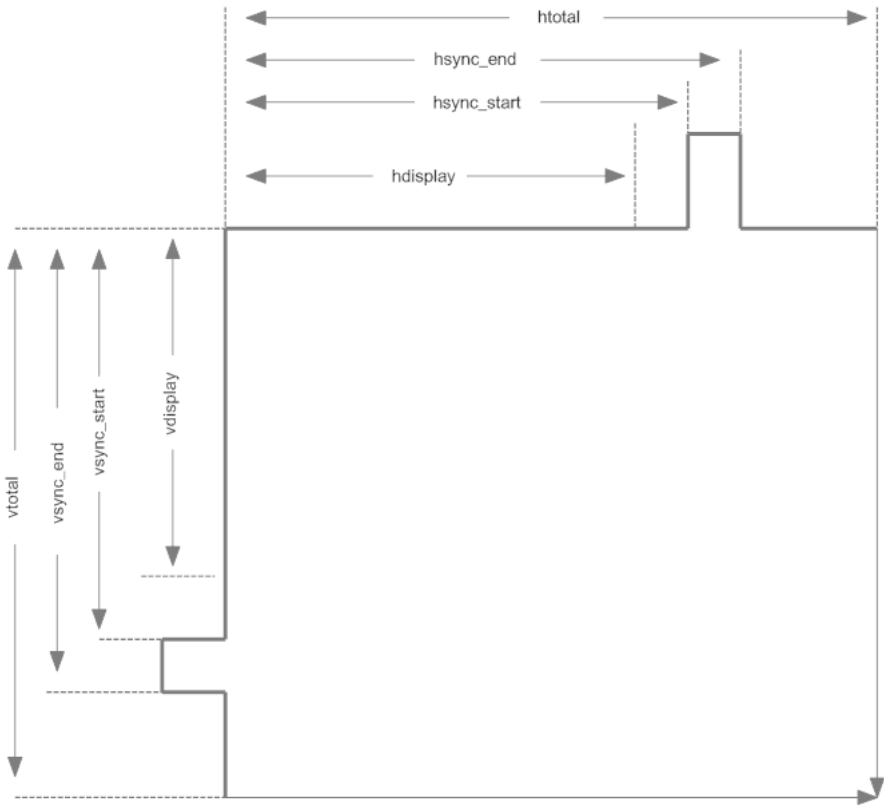 htotal
hsync_end
hsync_start
hdisplay
vdisplay
vsync_start
vsync_end
vtotal